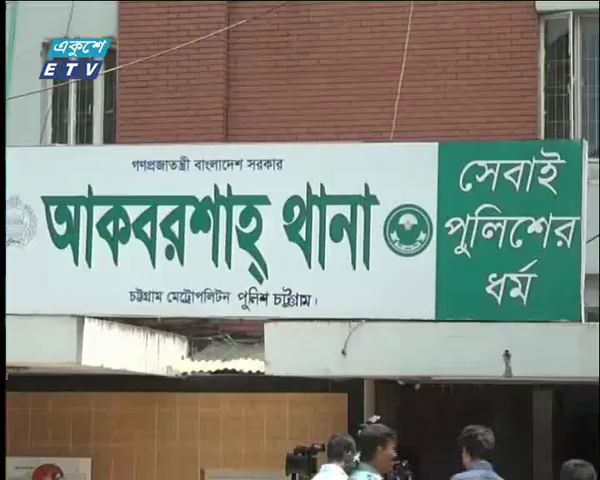 একুশে
ETV
গণপ্রজাতন্ত্রী বাংলাদেশ সরকার
আকবরশাহ্ থানা
চট্টগ্রাম মেট্রোপলিটন পুলিশ চট্টগ্রাম।
সেবাই
পুলিশের
ধর্ম